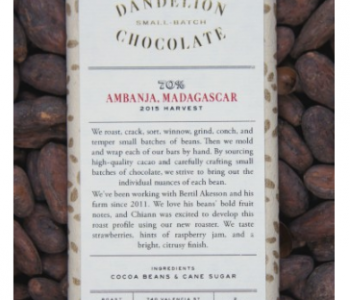 DANDELION
SMALL-BATCH
CHOCOLATE
70%
AMBANJA, MADAGASCAR
2015 HARVEST
We roast, crack, sort, winnow, grind, conch, and
temper small batches of beans. Then we mold
and wrap each of our bars by hand. By sourcing
high-quality cacao and carefully crafting small
batches of chocolate, we strive to bring out the
individual nuances of each bean.
We've been working with Bertil Akesson and his
farm since 2011. We love his beans' bold fruit
notes, and Chiann was excited to develop this
roast profile using our new roaster. We taste
strawberries, hints of raspberry jam, and a
bright, citrusy finish.
INGREDIENTS
COCOA BEANS & CANE SUGAR
740 VALENCIA ST